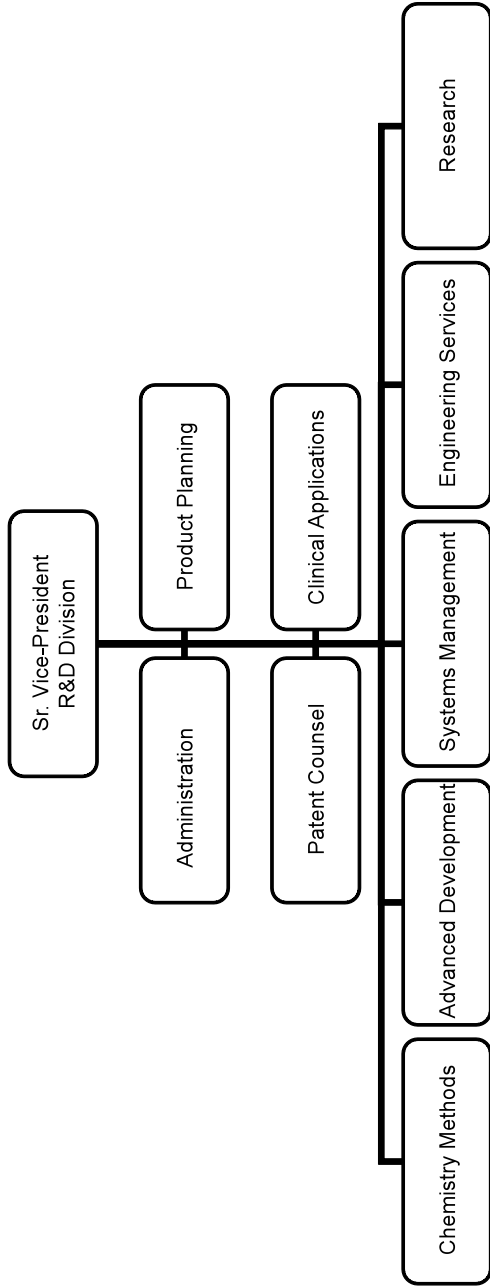 Sr. Vice-President
R&D Division
Administration
Product Planning
Patent Counsel
Clinical Applications
Chemistry Methods
Advanced Development
Systems Management
Engineering Services
Research